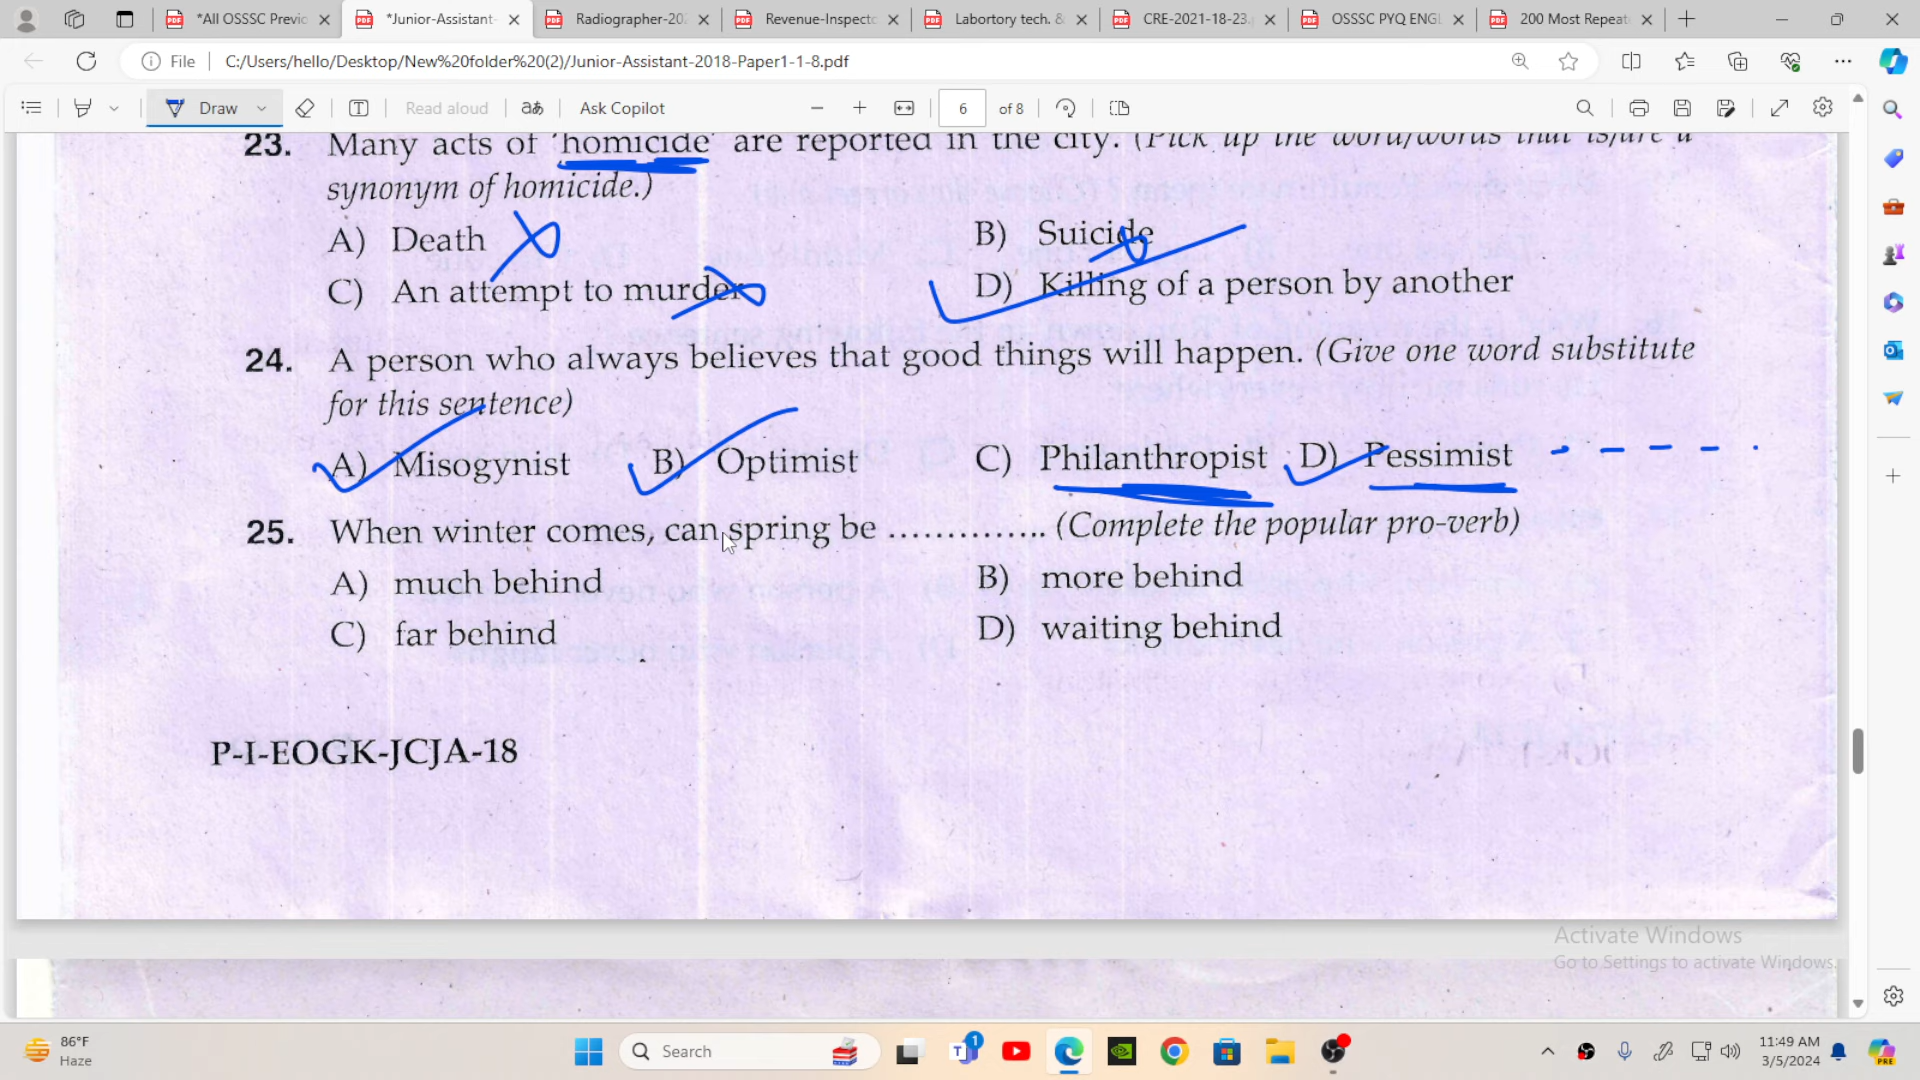 *All OSSSC Previo
*Junior-Assistant-
Radiographer-202
Revenue-Inspecto
Labortory tech. &
CRE-2021-18-23.p
OSSSC PYQ ENGL
200 Most Repeat
File
C:/Users/hello/Desktop/New%20folder%20(2)/Junior-Assistant-2018-Paper1-1-8.pdf
Draw
Read aloud
Ask Copilot
6 of 8
23. Many acts of 'homicide' are reported in the city. (Pick up the word/words that is/are a
synonym of homicide.)
A) Death B) Suicide
C) An attempt to murder D) Killing of a person by another
24. A person who always believes that good things will happen. (Give one word substitute
for this sentence)
A) Misogynist B) Optimist C) Philanthropist D) Pessimist
25. When winter comes, can spring be .............. (Complete the popular pro-verb)
A) much behind B) more behind
C) far behind D) waiting behind
P-I-EOGK-JCJA-18
Activate Windows
Go to Settings to activate Windows.
86°F
Haze
Search
1
11:49 AM
3/5/2024
PRE